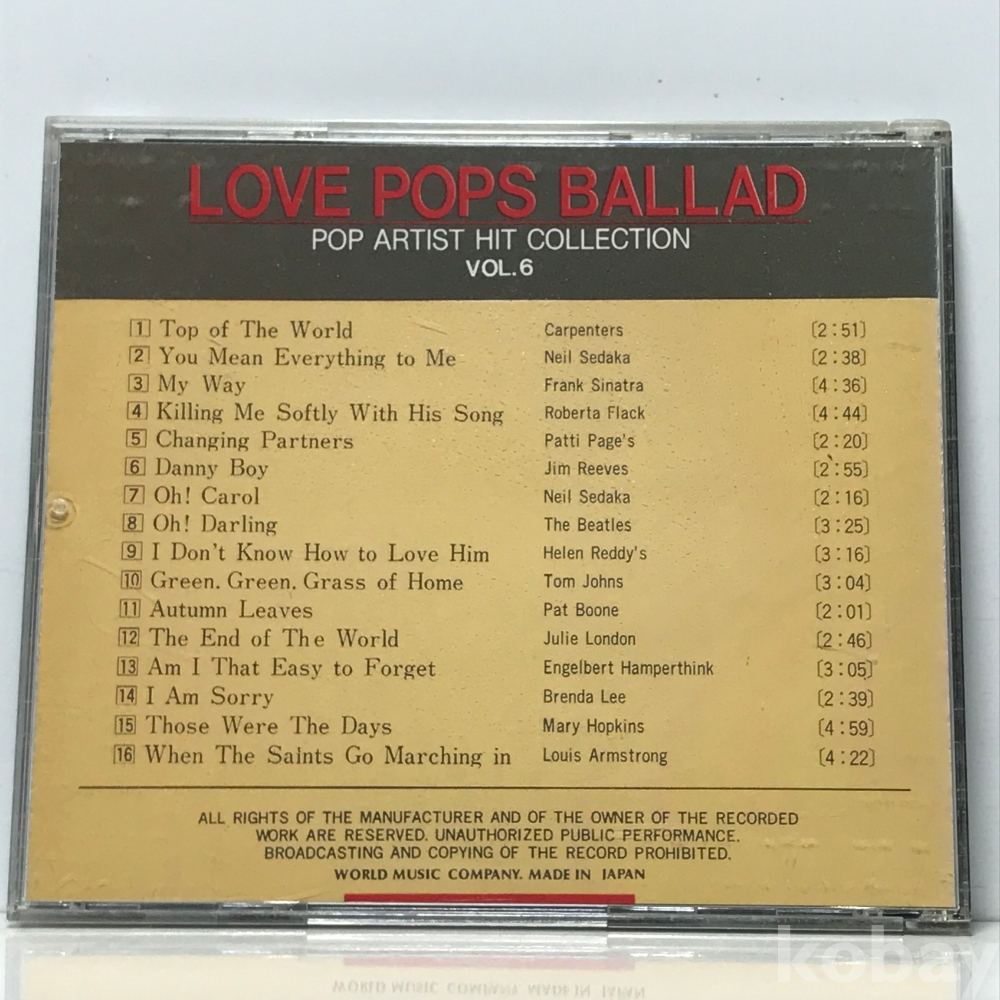 LOVE POPS BALLAD
POP ARTIST HIT COLLECTION
VOL.6
1 Top of The World Carpenters [2:51]
2 You Mean Everything to Me Neil Sedaka [2:38]
3 My Way Frank Sinatra [4:36]
4 Killing Me Softly With His Song Roberta Flack [4:44]
5 Changing Partners Patti Page's [2:20]
6 Danny Boy Jim Reeves [2:55]
7 Oh! Carol Neil Sedaka [2:16]
8 Oh! Darling The Beatles [3:25]
9 I Don't Know How to Love Him Helen Reddy's [3:16]
10 Green. Green. Grass of Home Tom Johns [3:04]
11 Autumn Leaves Pat Boone [2:01]
12 The End of The World Julie London [2:46]
13 Am I That Easy to Forget Engelbert Hamperthink [3:05]
14 I Am Sorry Brenda Lee [2:39]
15 Those Were The Days Mary Hopkins [4:59]
16 When The Saints Go Marching in Louis Armstrong [4:22]
ALL RIGHTS OF THE MANUFACTURER AND OF THE OWNER OF THE RECORDED
WORK ARE RESERVED. UNAUTHORIZED PUBLIC PERFORMANCE.
BROADCASTING AND COPYING OF THE RECORD PROHIBITED.
WORLD MUSIC COMPANY. MADE IN JAPAN
kobay